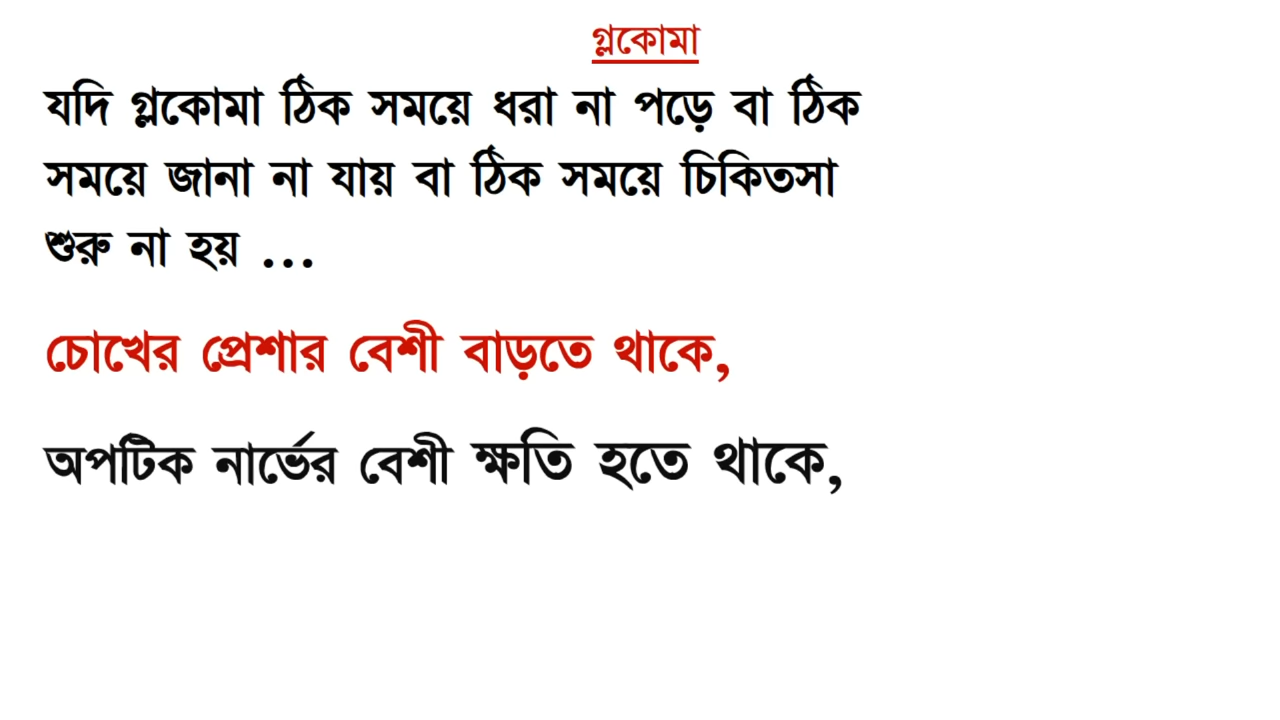 গ্লকোমা
যদি গ্লকোমা ঠিক সময়ে ধরা না পড়ে বা ঠিক
সময়ে জানা না যায় বা ঠিক সময়ে চিকিতসা
শুরু না হয় ...
চোখের প্রেশার বেশী বাড়তে থাকে,
অপটিক নার্ভের বেশী ক্ষতি হতে থাকে,